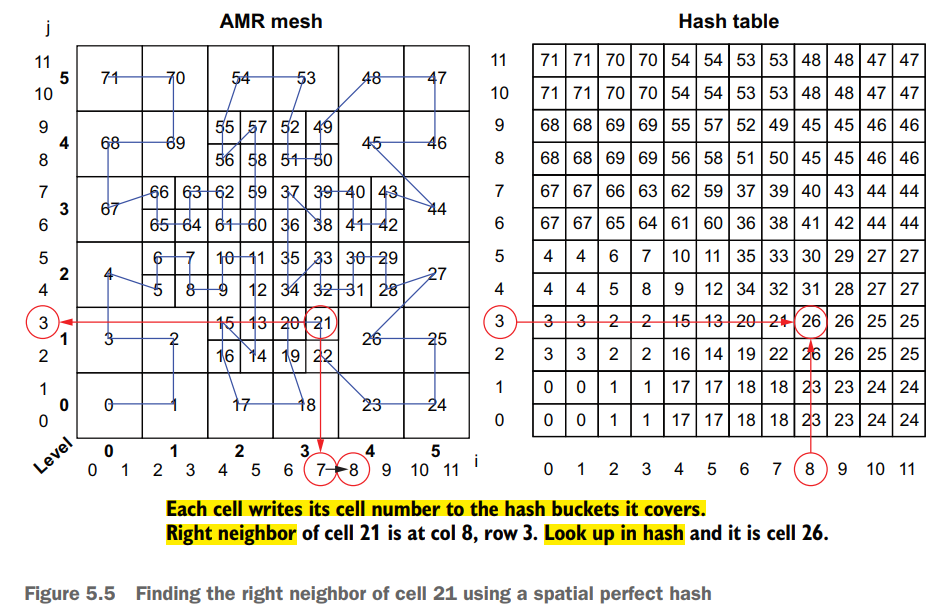 AMR mesh
j
11
5 71 70 54 53 48 47
10
9 55 57 52 49
4 68 69 45 46
8 56 58 51 50
7 66 63 62 59 37 39 40 43
3 67 44
6 65 64 61 60 36 38 41 42
5 6 7 10 11 35 33 30 29
2 4 27
4 5 8 9 12 34 32 31 28
3 15 13 20 21
1 3 2 26 25
2 16 14 19 22
1
0 0 1 17 18 23 24
0
Level 0 1 2 3 4 5
0 1 2 3 4 5 6 7 8 9 10 11 i
Hash table
11 71 71 70 70 54 54 53 53 48 48 47 47
10 71 71 70 70 54 54 53 53 48 48 47 47
9 68 68 69 69 55 57 52 49 45 45 46 46
8 68 68 69 69 56 58 51 50 45 45 46 46
7 67 67 66 63 62 59 37 39 40 43 44 44
6 67 67 65 64 61 60 36 38 41 42 44 44
5 4 4 6 7 10 11 35 33 30 29 27 27
4 4 4 5 8 9 12 34 32 31 28 27 27
3 3 3 2 2 15 13 20 21 26 26 25 25
2 3 3 2 2 16 14 19 22 26 26 25 25
1 0 0 1 1 17 17 18 18 23 23 24 24
0 0 0 1 1 17 17 18 18 23 23 24 24
0 1 2 3 4 5 6 7 8 9 10 11
Each cell writes its cell number to the hash buckets it covers.
Right neighbor of cell 21 is at col 8, row 3. Look up in hash and it is cell 26.
Figure 5.5 Finding the right neighbor of cell 21 using a spatial perfect hash